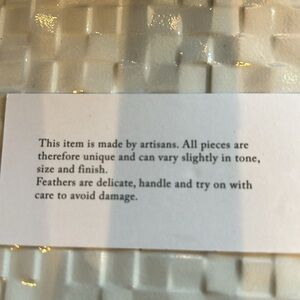 This item is made by artisans. All pieces are
therefore unique and can vary slightly in tone,
size and finish.
Feathers are delicate, handle and try on with
care to avoid damage.